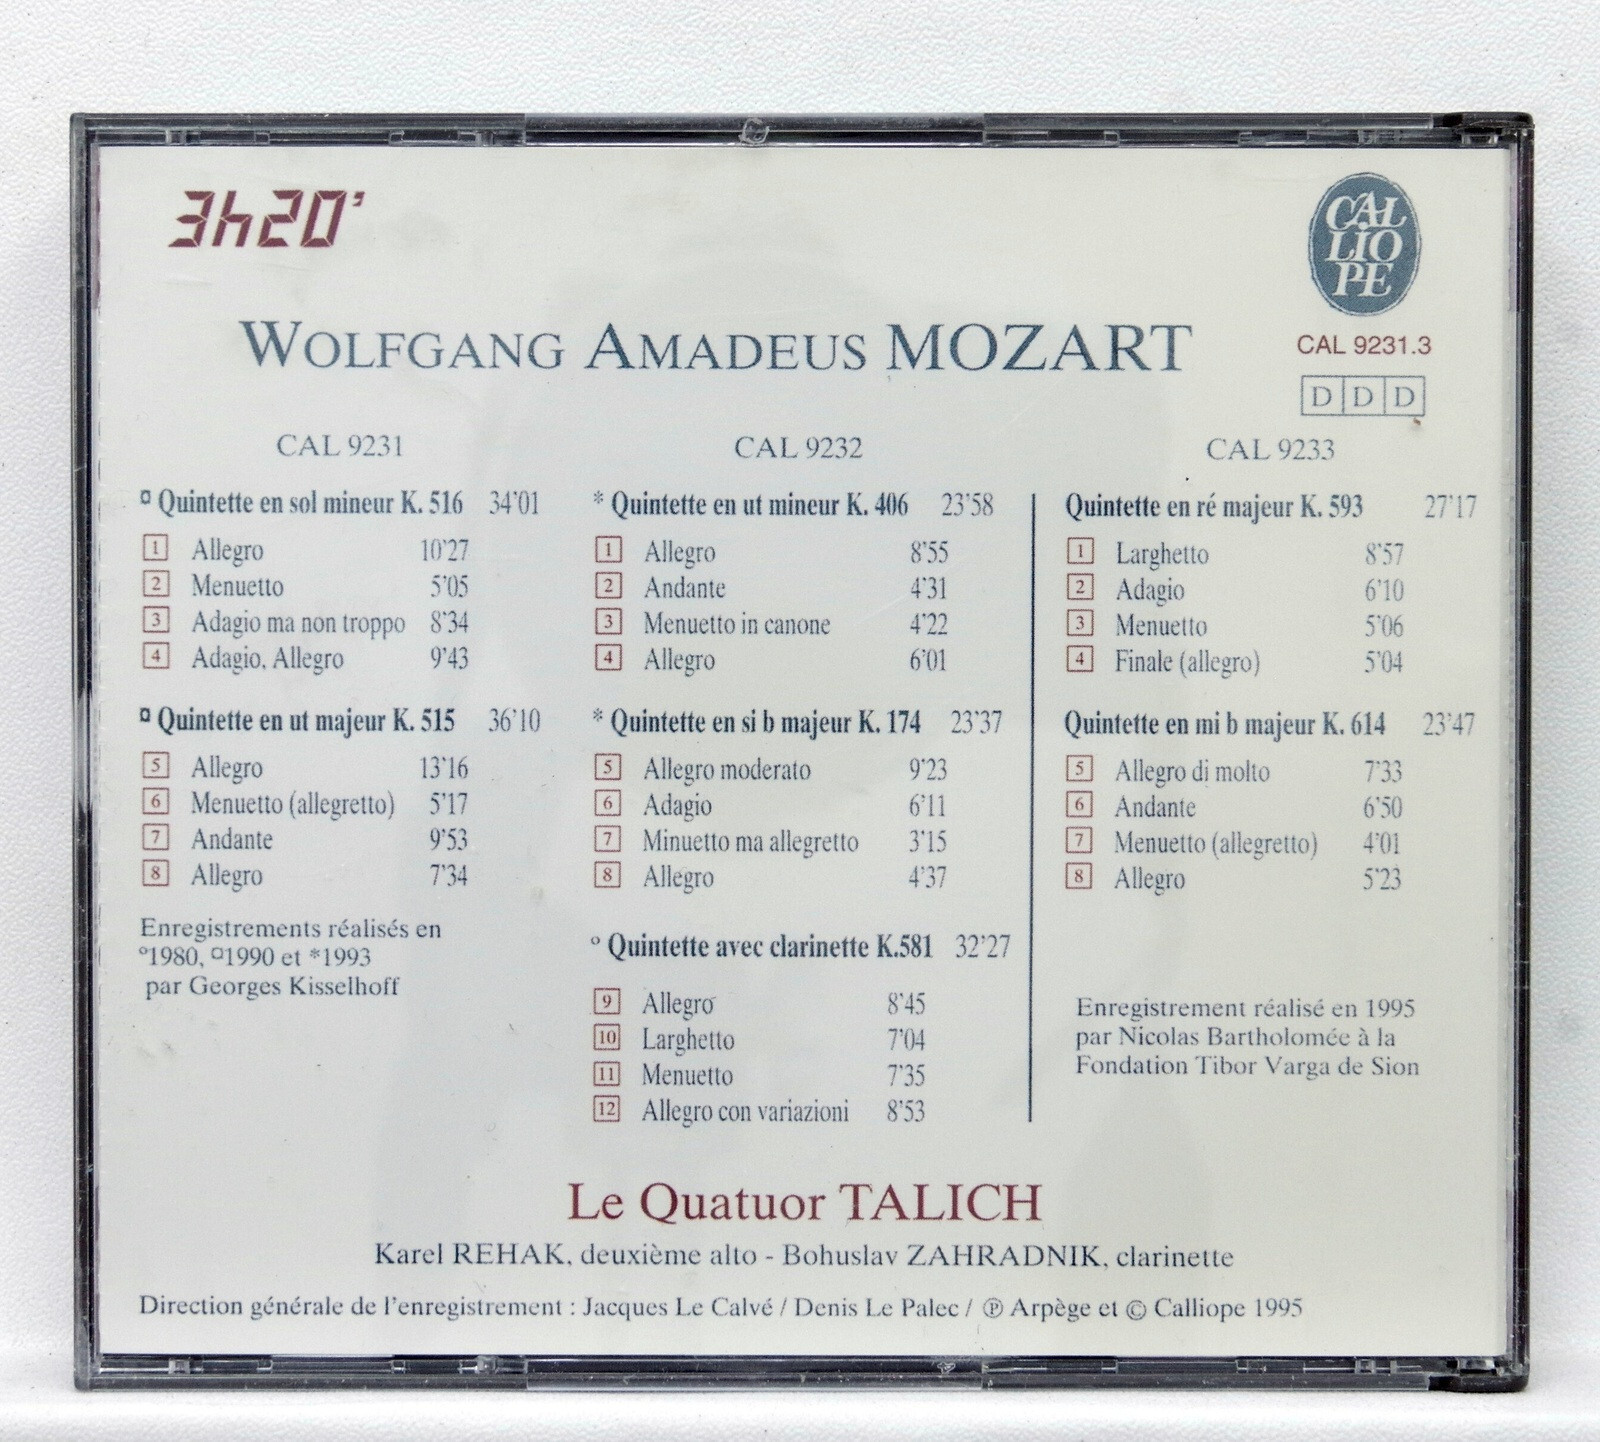 3h20'
CAL
LIO
PE
WOLFGANG AMADEUS MOZART
CAL 9231.3
D D D
CAL 9231
¤ Quintette en sol mineur K. 516 34'01
1 Allegro 10'27
2 Menuetto 5'05
3 Adagio ma non troppo 8'34
4 Adagio, Allegro 9'43
¤ Quintette en ut majeur K. 515 36'10
5 Allegro 13'16
6 Menuetto (allegretto) 5'17
7 Andante 9'53
8 Allegro 7'34
Enregistrements réalisés en
°1980, ¤1990 et *1993
par Georges Kisselhoff
CAL 9232
* Quintette en ut mineur K. 406 23'58
1 Allegro 8'55
2 Andante 4'31
3 Menuetto in canone 4'22
4 Allegro 6'01
* Quintette en si b majeur K. 174 23'37
5 Allegro moderato 9'23
6 Adagio 6'11
7 Minuetto ma allegretto 3'15
8 Allegro 4'37
° Quintette avec clarinette K.581 32'27
9 Allegro 8'45
10 Larghetto 7'04
11 Menuetto 7'35
12 Allegro con variazioni 8'53
CAL 9233
Quintette en ré majeur K. 593 27'17
1 Larghetto 8'57
2 Adagio 6'10
3 Menuetto 5'06
4 Finale (allegro) 5'04
Quintette en mi b majeur K. 614 23'47
5 Allegro di molto 7'33
6 Andante 6'50
7 Menuetto (allegretto) 4'01
8 Allegro 5'23
Enregistrement réalisé en 1995
par Nicolas Bartholomée à la
Fondation Tibor Varga de Sion
Le Quatuor TALICH
Karel REHAK, deuxième alto - Bohuslav ZAHRADNIK, clarinette
Direction générale de l'enregistrement : Jacques Le Calvé / Denis Le Palec / ℗ Arpège et © Calliope 1995